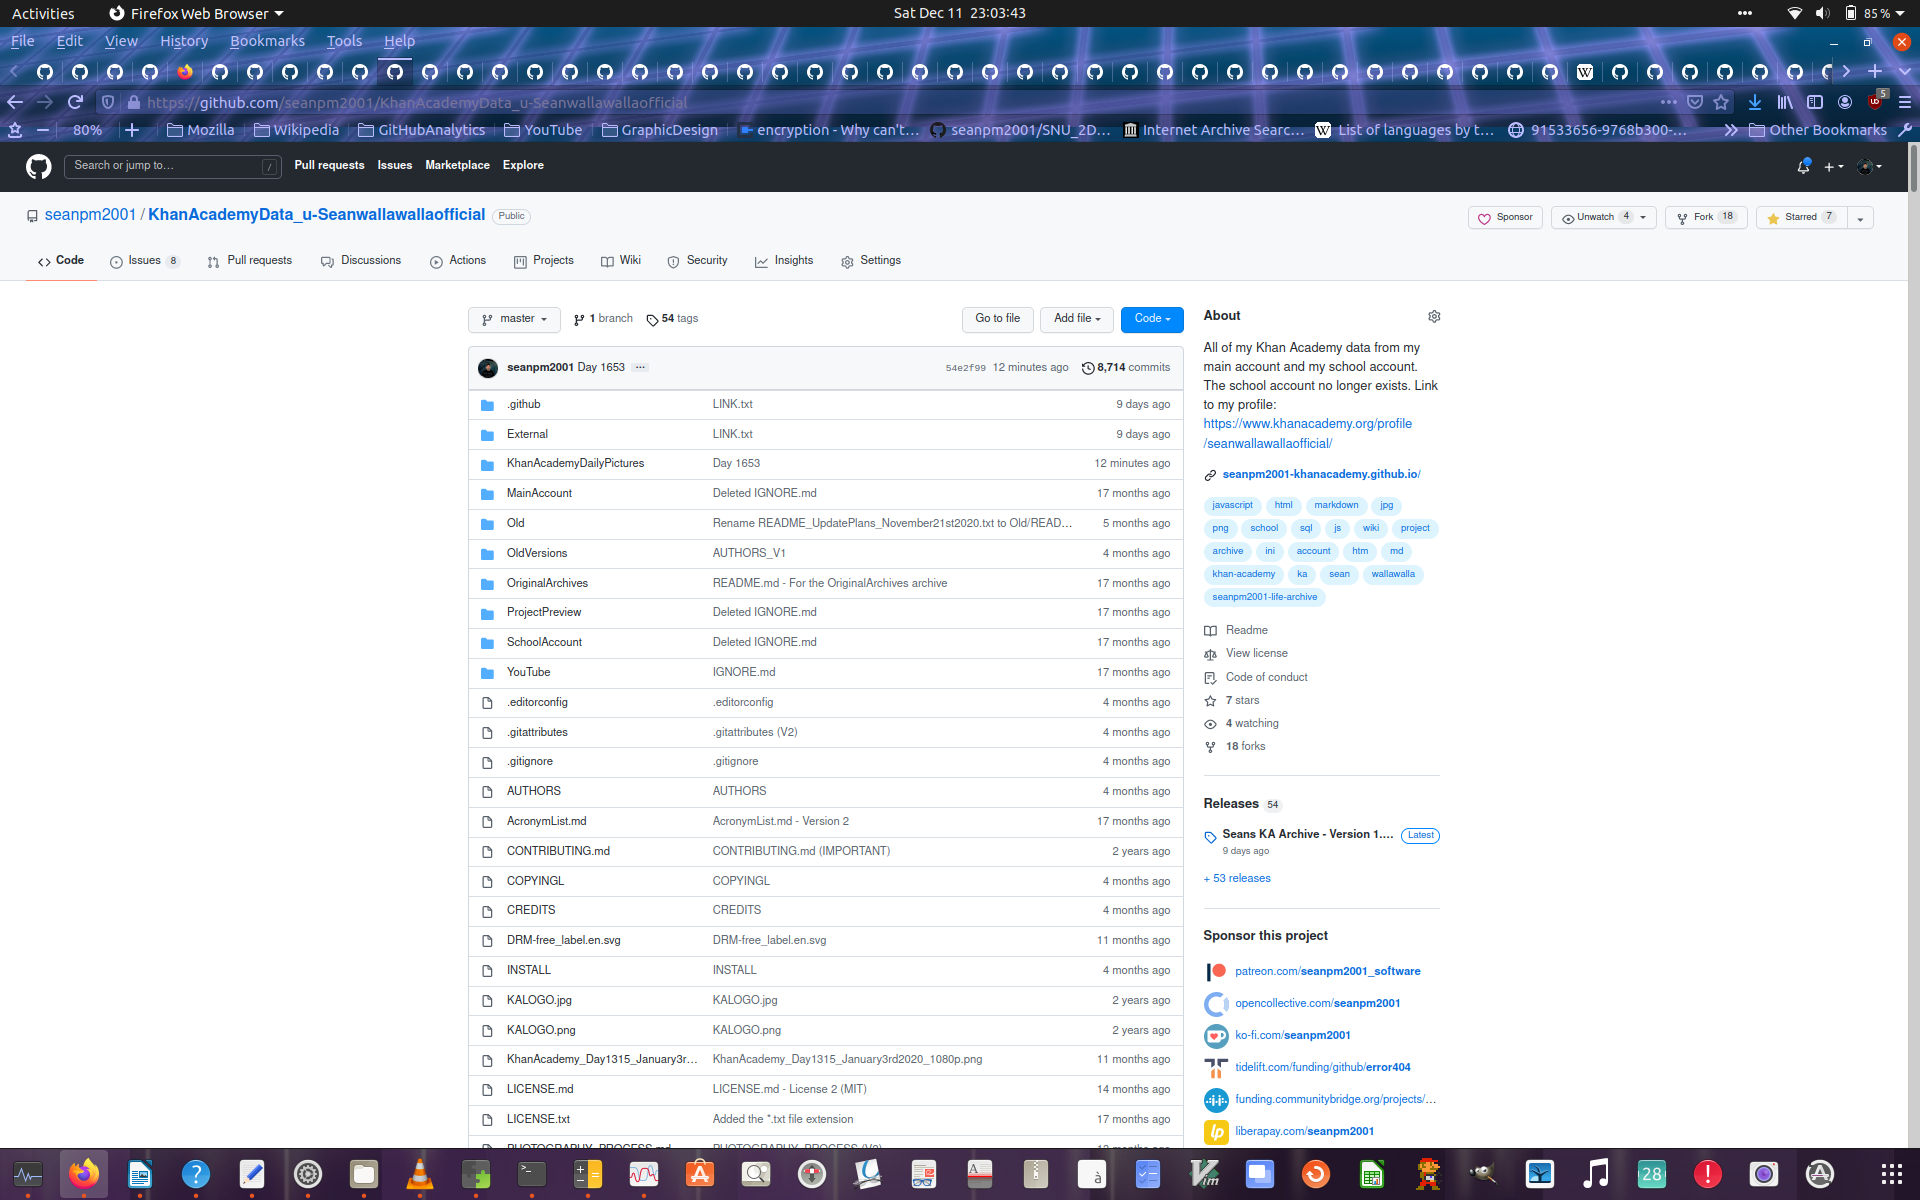 Activities
Firefox Web Browser
Sat Dec 11 23:03:43
85 %
File Edit View History Bookmarks Tools Help
https://github.com/seanpm2001/KhanAcademyData_u-Seanwallawallaofficial
5
80%
Mozilla
Wikipedia
GitHubAnalytics
YouTube
GraphicDesign
encryption - Why can't...
seanpm2001/SNU_2D...
Internet Archive Searc...
List of languages by t...
91533656-9768b300-...
Other Bookmarks
Search or jump to...
/
Pull requests Issues Marketplace Explore
seanpm2001 / KhanAcademyData_u-Seanwallawallaofficial Public
Sponsor
Unwatch 4
Fork 18
Starred 7
Code
Issues 8
Pull requests
Discussions
Actions
Projects
Wiki
Security
Insights
Settings
master
1 branch
54 tags
Go to file
Add file
Code
seanpm2001 Day 1653 ...
54e2f99 12 minutes ago 8,714 commits
.github LINK.txt 9 days ago
External LINK.txt 9 days ago
KhanAcademyDailyPictures Day 1653 12 minutes ago
MainAccount Deleted IGNORE.md 17 months ago
Old Rename README_UpdatePlans_November21st2020.txt to Old/READ... 5 months ago
OldVersions AUTHORS_V1 4 months ago
OriginalArchives README.md - For the OriginalArchives archive 17 months ago
ProjectPreview Deleted IGNORE.md 17 months ago
SchoolAccount Deleted IGNORE.md 17 months ago
YouTube IGNORE.md 17 months ago
.editorconfig .editorconfig 4 months ago
.gitattributes .gitattributes (V2) 4 months ago
.gitignore .gitignore 4 months ago
AUTHORS AUTHORS 4 months ago
AcronymList.md AcronymList.md - Version 2 17 months ago
CONTRIBUTING.md CONTRIBUTING.md (IMPORTANT) 2 years ago
COPYINGL COPYINGL 4 months ago
CREDITS CREDITS 4 months ago
DRM-free_label.en.svg DRM-free_label.en.svg 11 months ago
INSTALL INSTALL 4 months ago
KALOGO.jpg KALOGO.jpg 2 years ago
KALOGO.png KALOGO.png 2 years ago
KhanAcademy_Day1315_January3r... KhanAcademy_Day1315_January3rd2020_1080p.png 11 months ago
LICENSE.md LICENSE.md - License 2 (MIT) 14 months ago
LICENSE.txt Added the *.txt file extension 17 months ago
About
All of my Khan Academy data from my
main account and my school account.
The school account no longer exists. Link
to my profile:
https://www.khanacademy.org/profile
/seanwallawallaofficial/
seanpm2001-khanacademy.github.io/
javascript html markdown jpg
png school sql js wiki project
archive ini account htm md
khan-academy ka sean wallawalla
seanpm2001-life-archive
Readme
View license
Code of conduct
7 stars
4 watching
18 forks
Releases 54
Seans KA Archive - Version 1.... Latest
9 days ago
+ 53 releases
Sponsor this project
patreon.com/seanpm2001_software
opencollective.com/seanpm2001
ko-fi.com/seanpm2001
tidelift.com/funding/github/error404
funding.communitybridge.org/projects/...
liberapay.com/seanpm2001
28